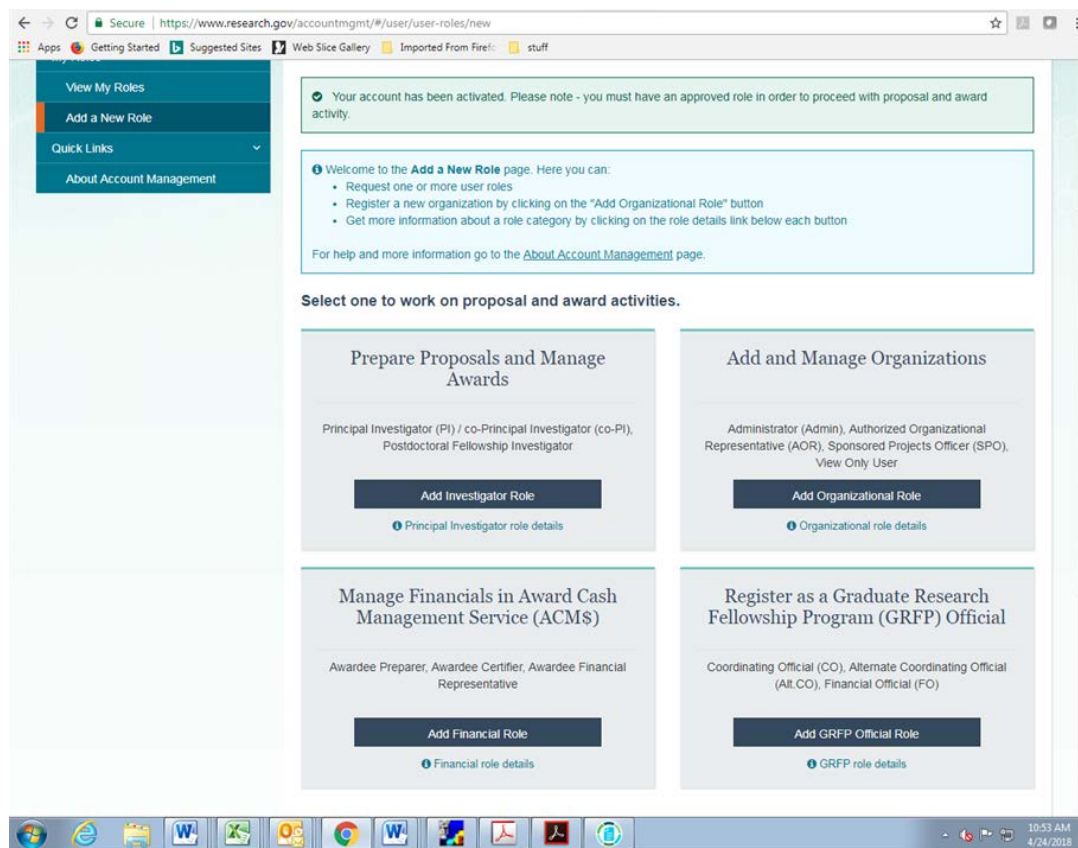 Secure | https://www.research.gov/accountmgmt/#/user/user-roles/new
Apps Getting Started Suggested Sites Web Slice Gallery Imported From Firef stuff
View My Roles
Add a New Role
Quick Links
About Account Management
Your account has been activated. Please note - you must have an approved role in order to proceed with proposal and award
activity.
Welcome to the Add a New Role page. Here you can:
• Request one or more user roles
• Register a new organization by clicking on the "Add Organizational Role" button
• Get more information about a role category by clicking on the role details link below each button
For help and more information go to the About Account Management page.
Select one to work on proposal and award activities.
Prepare Proposals and Manage
Awards
Principal Investigator (PI) / co-Principal Investigator (co-PI),
Postdoctoral Fellowship Investigator
Add Investigator Role
Principal Investigator role details
Add and Manage Organizations
Administrator (Admin), Authorized Organizational
Representative (AOR), Sponsored Projects Officer (SPO),
View Only User
Add Organizational Role
Organizational role details
Manage Financials in Award Cash
Management Service (ACM$)
Awardee Preparer, Awardee Certifier, Awardee Financial
Representative
Add Financial Role
Financial role details
Register as a Graduate Research
Fellowship Program (GRFP) Official
Coordinating Official (CO), Alternate Coordinating Official
(Alt.CO), Financial Official (FO)
Add GRFP Official Role
GRFP role details
10:53 AM
4/24/2018